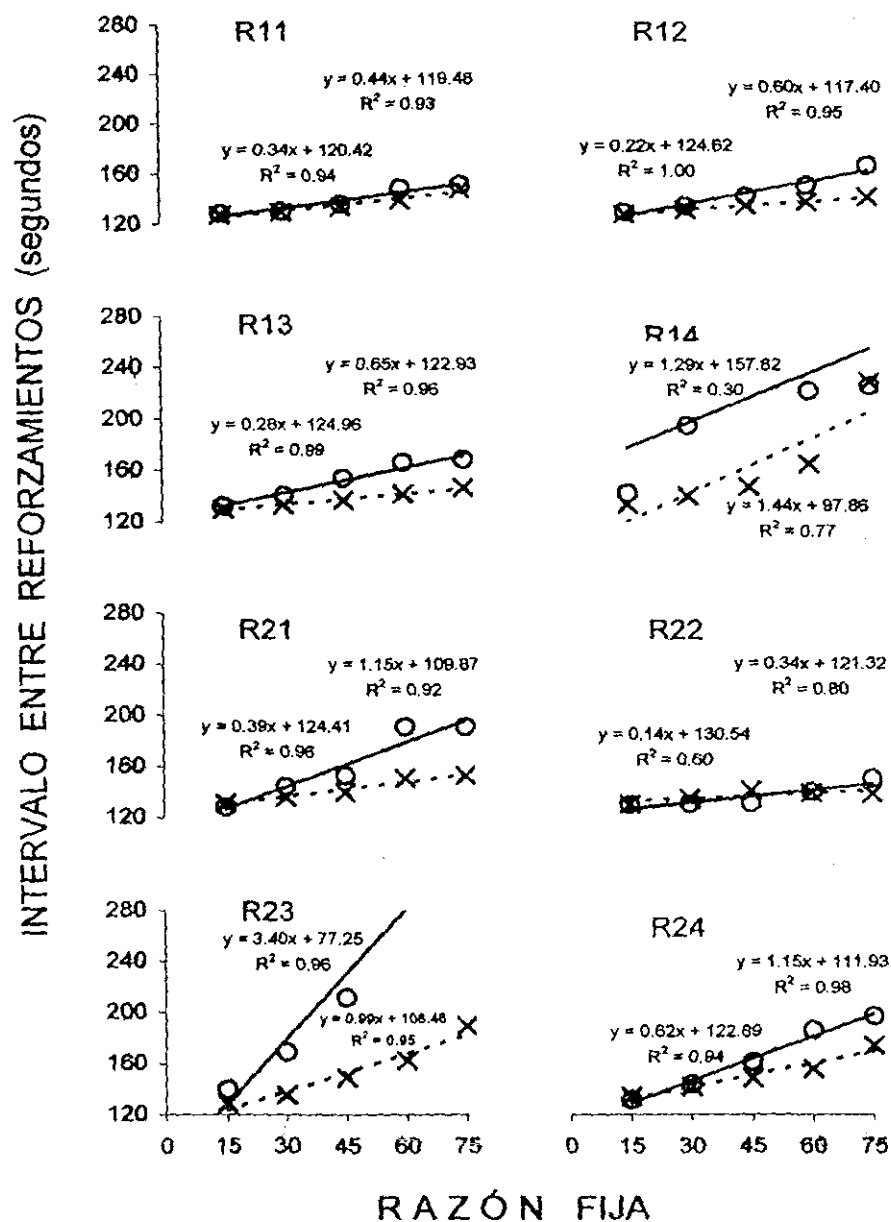 INTERVALO ENTRE REFORZAMIENTOS (segundos)
280
240
200
160
120
R11
y = 0.44x + 119.48
R² = 0.93
y = 0.34x + 120.42
R² = 0.94
R12
y = 0.60x + 117.40
R² = 0.95
y = 0.22x + 124.62
R² = 1.00
280
240
200
160
120
R13
y = 0.65x + 122.93
R² = 0.96
y = 0.28x + 124.96
R² = 0.89
R14
y = 1.29x + 157.82
R² = 0.30
y = 1.44x + 97.86
R² = 0.77
280
240
200
160
120
R21
y = 1.15x + 109.87
R² = 0.92
y = 0.39x + 124.41
R² = 0.96
R22
y = 0.34x + 121.32
R² = 0.80
y = 0.14x + 130.54
R² = 0.60
280
240
200
160
120
R23
y = 3.40x + 77.25
R² = 0.96
y = 0.99x + 108.48
R² = 0.95
0 15 30 45 60 75
R24
y = 1.15x + 111.93
R² = 0.98
y = 0.62x + 122.69
R² = 0.94
0 15 30 45 60 75
RAZÓN FIJA